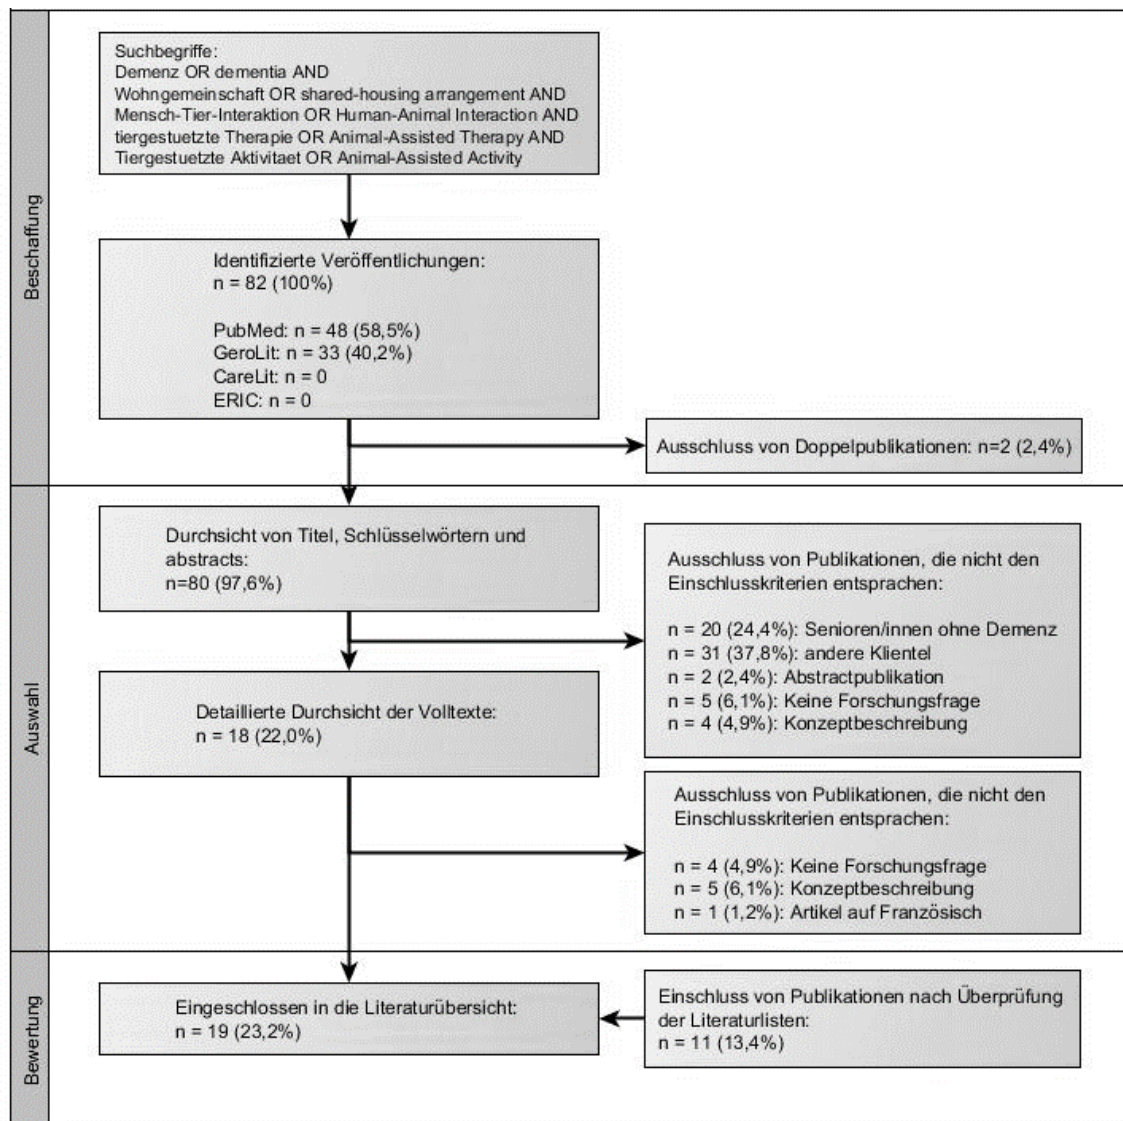 Beschaffung
Suchbegriffe:
Demenz OR dementia AND
Wohngemeinschaft OR shared-housing arrangement AND
Mensch-Tier-Interaktion OR Human-Animal Interaction AND
tiergestuetzte Therapie OR Animal-Assisted Therapy AND
Tiergestuetzte Aktivitaet OR Animal-Assisted Activity
Identifizierte Veröffentlichungen:
n = 82 (100%)
PubMed: n = 48 (58,5%)
GeroLit: n = 33 (40,2%)
CareLit: n = 0
ERIC: n = 0
Ausschluss von Doppelpublikationen: n=2 (2,4%)
Auswahl
Durchsicht von Titel, Schlüsselwörtern und
abstracts:
n=80 (97,6%)
Ausschluss von Publikationen, die nicht den
Einschlusskriterien entsprachen:
n = 20 (24,4%): Senioren/innen ohne Demenz
n = 31 (37,8%): andere Klientel
n = 2 (2,4%): Abstractpublikation
n = 5 (6,1%): Keine Forschungsfrage
n = 4 (4,9%): Konzeptbeschreibung
Detaillierte Durchsicht der Volltexte:
n = 18 (22,0%)
Ausschluss von Publikationen, die nicht den
Einschlusskriterien entsprachen:
n = 4 (4,9%): Keine Forschungsfrage
n = 5 (6,1%): Konzeptbeschreibung
n = 1 (1,2%): Artikel auf Französisch
Bewertung
Eingeschlossen in die Literaturübersicht:
n = 19 (23,2%)
Einschluss von Publikationen nach Überprüfung
der Literaturlisten:
n = 11 (13,4%)